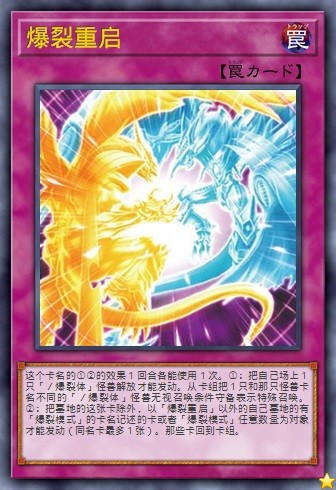 爆裂重启
トラップ
罠
【罠カード】
这个卡名的①②的效果１回合各能使用１次。①：把自己场上１
只「／爆裂体」怪兽解放才能发动。从卡组把１只和那只怪兽卡
名不同的「／爆裂体」怪兽无视召唤条件守备表示特殊召唤。
②：把墓地的这张卡除外，以「爆裂重启」以外的自己墓地的有
「爆裂模式」的卡名记述的卡或者「爆裂模式」任意数量为对象
才能发动（同名卡最多１张）。那些卡回到卡组。